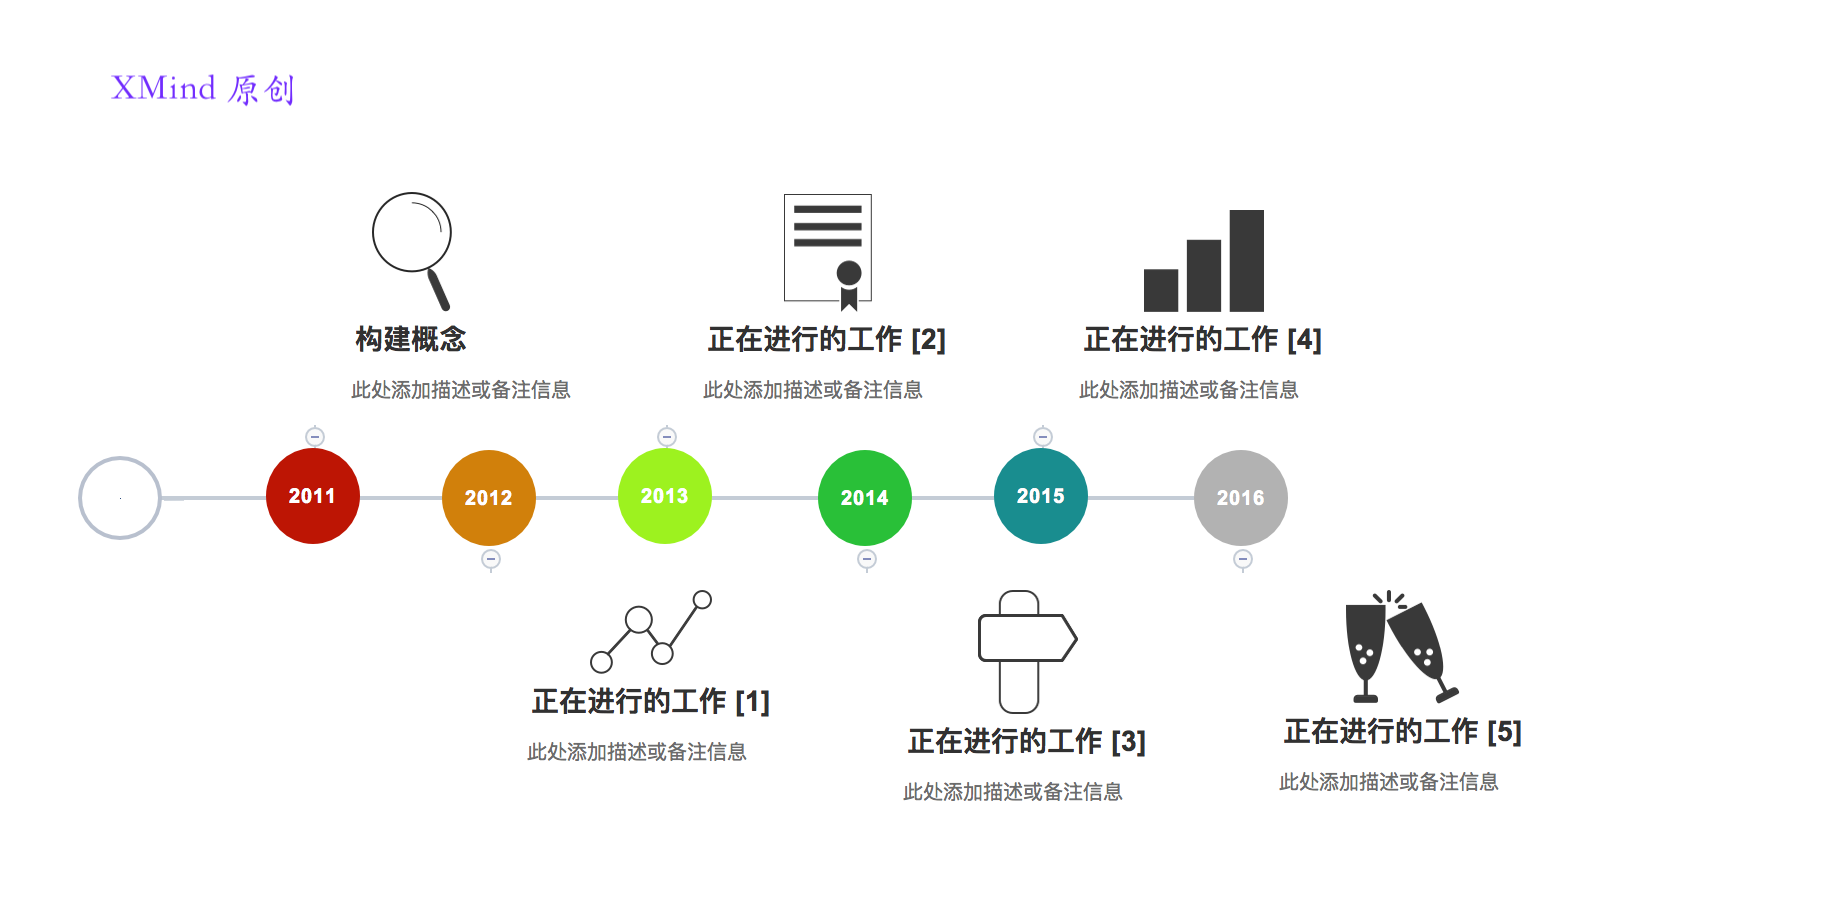 XMind 原创
构建概念
此处添加描述或备注信息
正在进行的工作 [2]
此处添加描述或备注信息
正在进行的工作 [4]
此处添加描述或备注信息
2011
2012
2013
2014
2015
2016
正在进行的工作 [1]
此处添加描述或备注信息
正在进行的工作 [3]
此处添加描述或备注信息
正在进行的工作 [5]
此处添加描述或备注信息